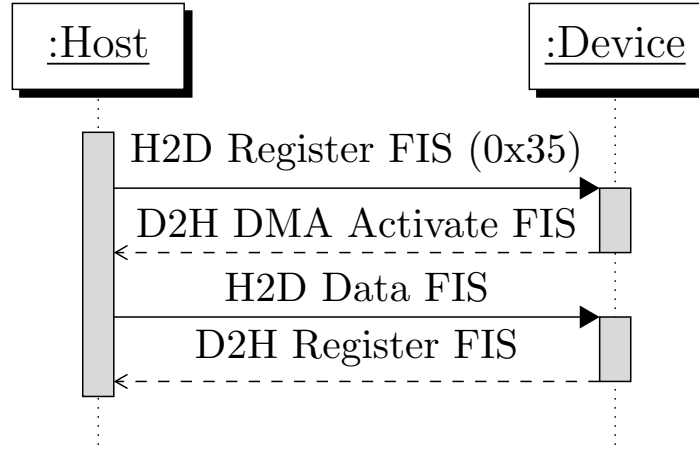 :Host
:Device
H2D Register FIS (0x35)
D2H DMA Activate FIS
H2D Data FIS
D2H Register FIS